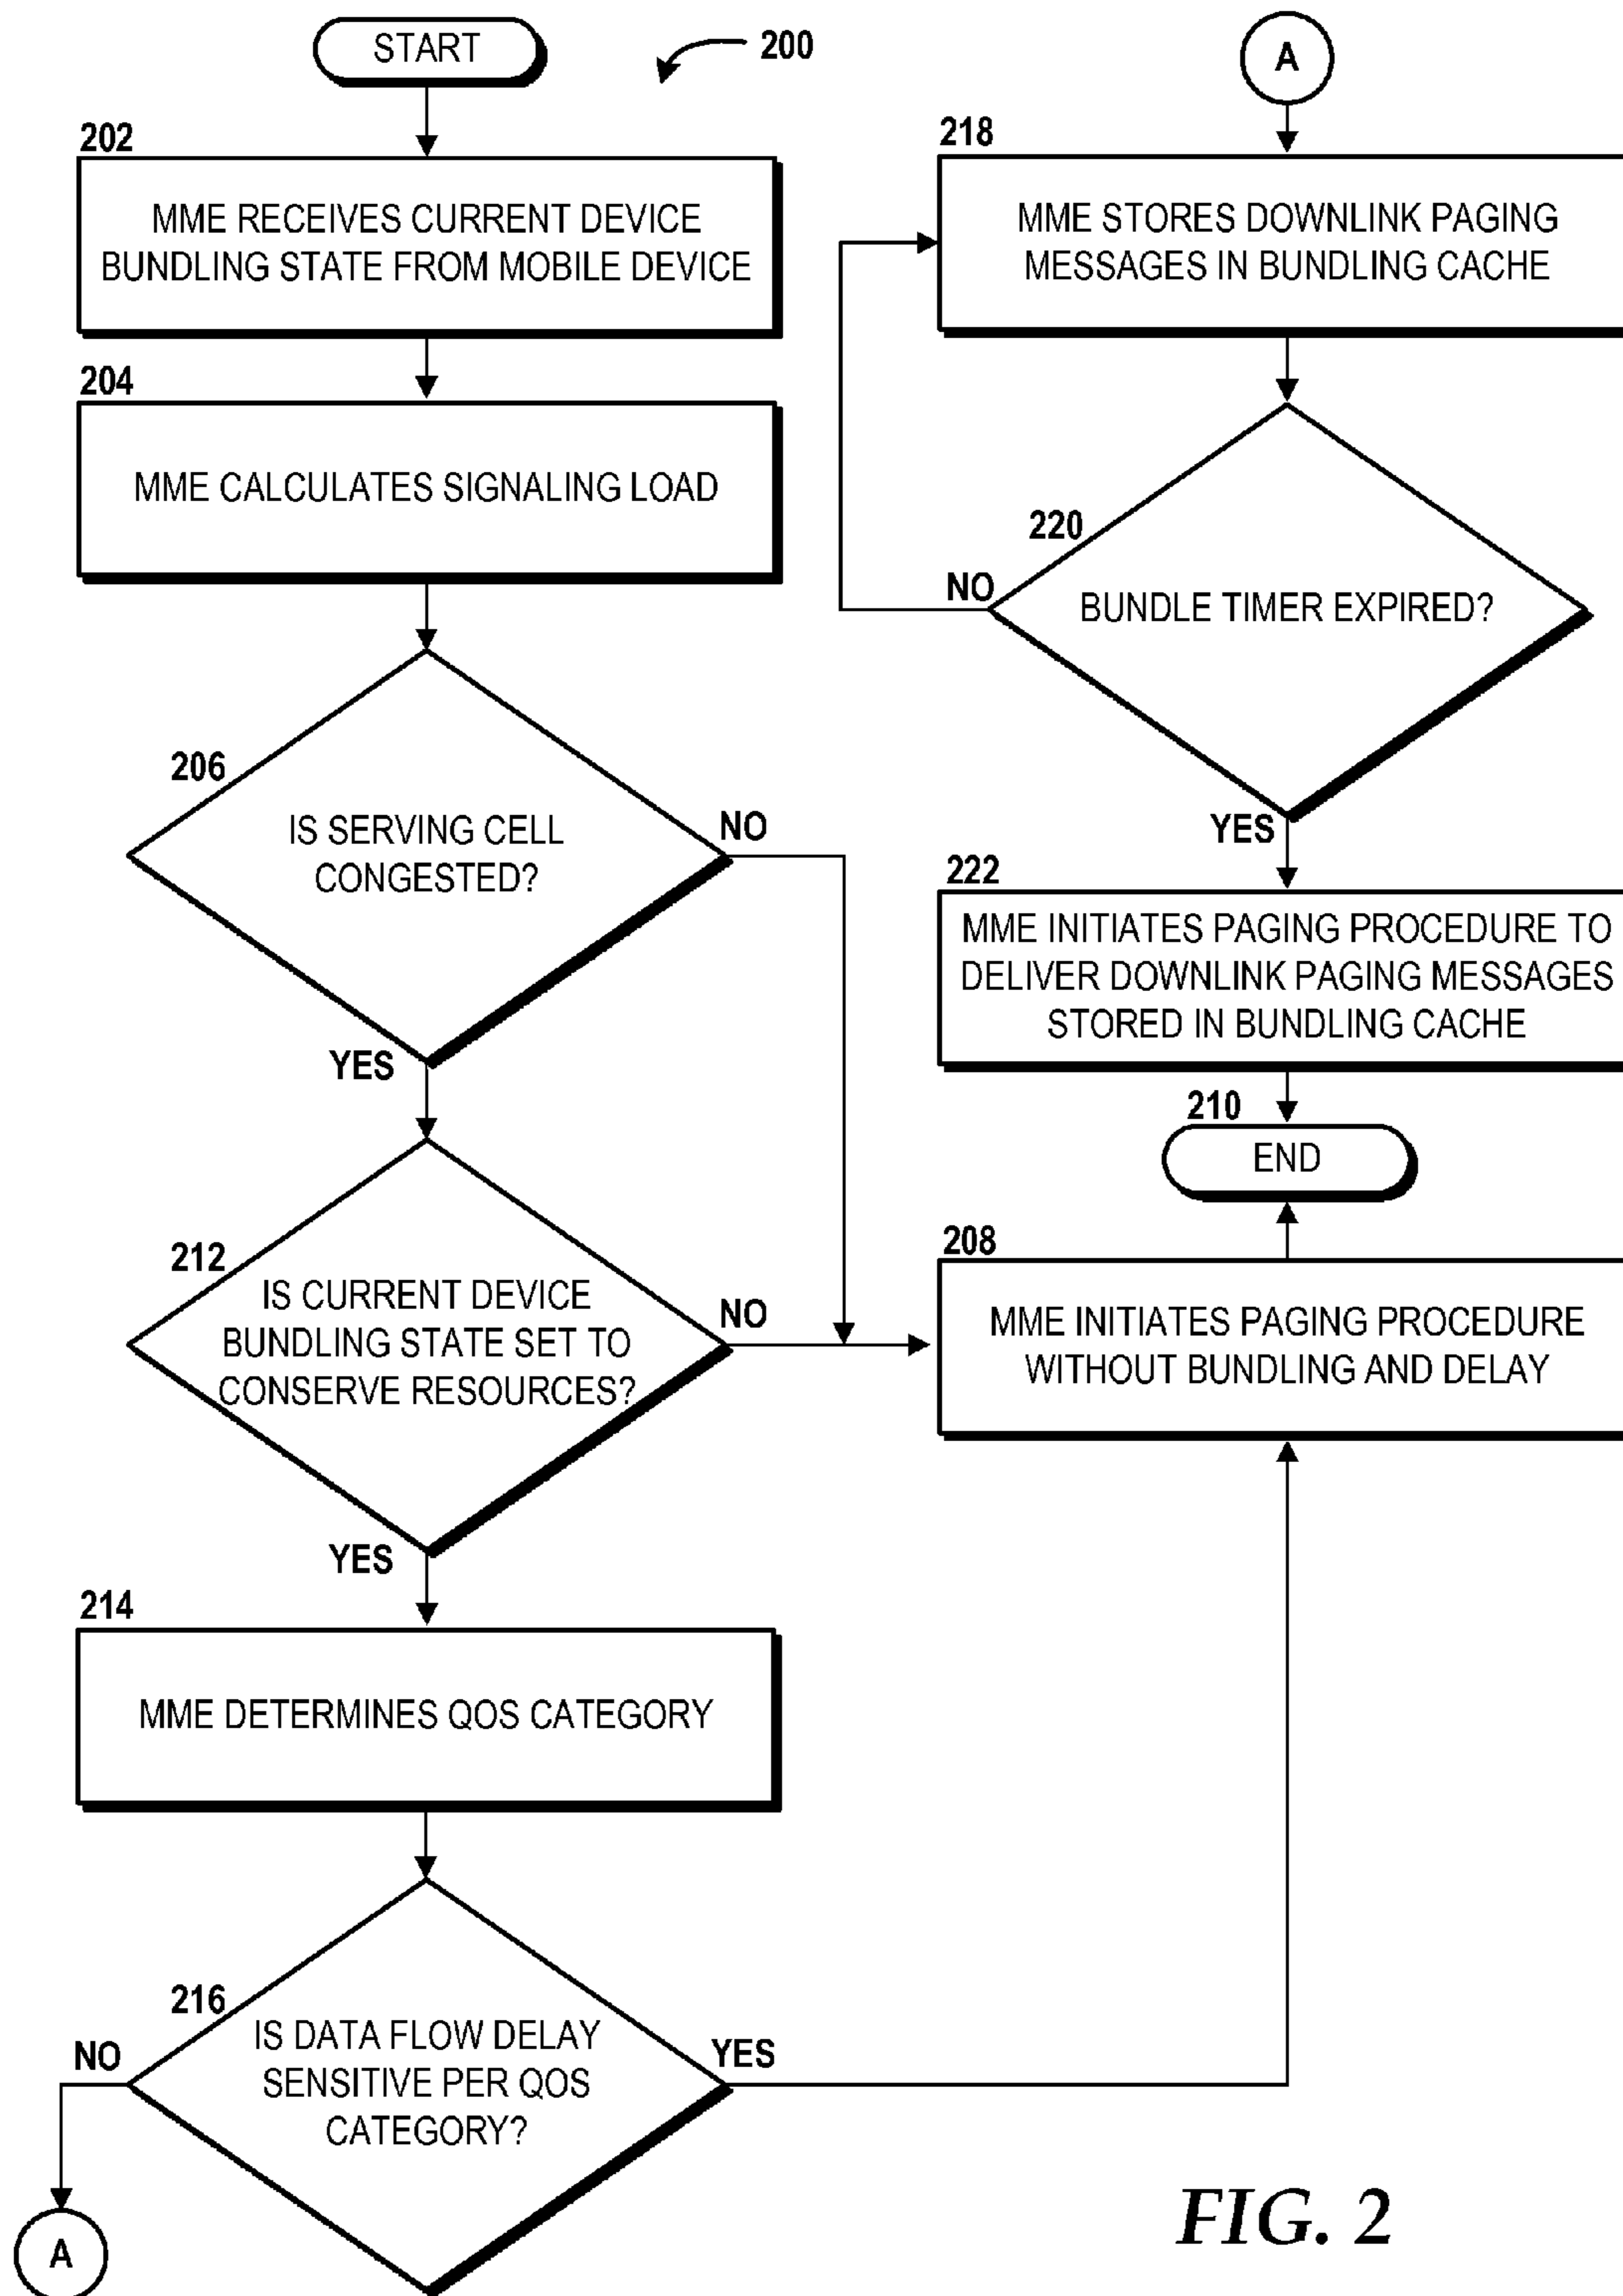 START
200
202
MME RECEIVES CURRENT DEVICE
BUNDLING STATE FROM MOBILE DEVICE
204
MME CALCULATES SIGNALING LOAD
206
IS SERVING CELL
CONGESTED?
NO
YES
212
IS CURRENT DEVICE
BUNDLING STATE SET TO
CONSERVE RESOURCES?
NO
YES
214
MME DETERMINES QOS CATEGORY
216
IS DATA FLOW DELAY
SENSITIVE PER QOS
CATEGORY?
NO
YES
A
A
218
MME STORES DOWNLINK PAGING
MESSAGES IN BUNDLING CACHE
220
BUNDLE TIMER EXPIRED?
NO
YES
222
MME INITIATES PAGING PROCEDURE TO
DELIVER DOWNLINK PAGING MESSAGES
STORED IN BUNDLING CACHE
210
END
208
MME INITIATES PAGING PROCEDURE
WITHOUT BUNDLING AND DELAY
FIG. 2